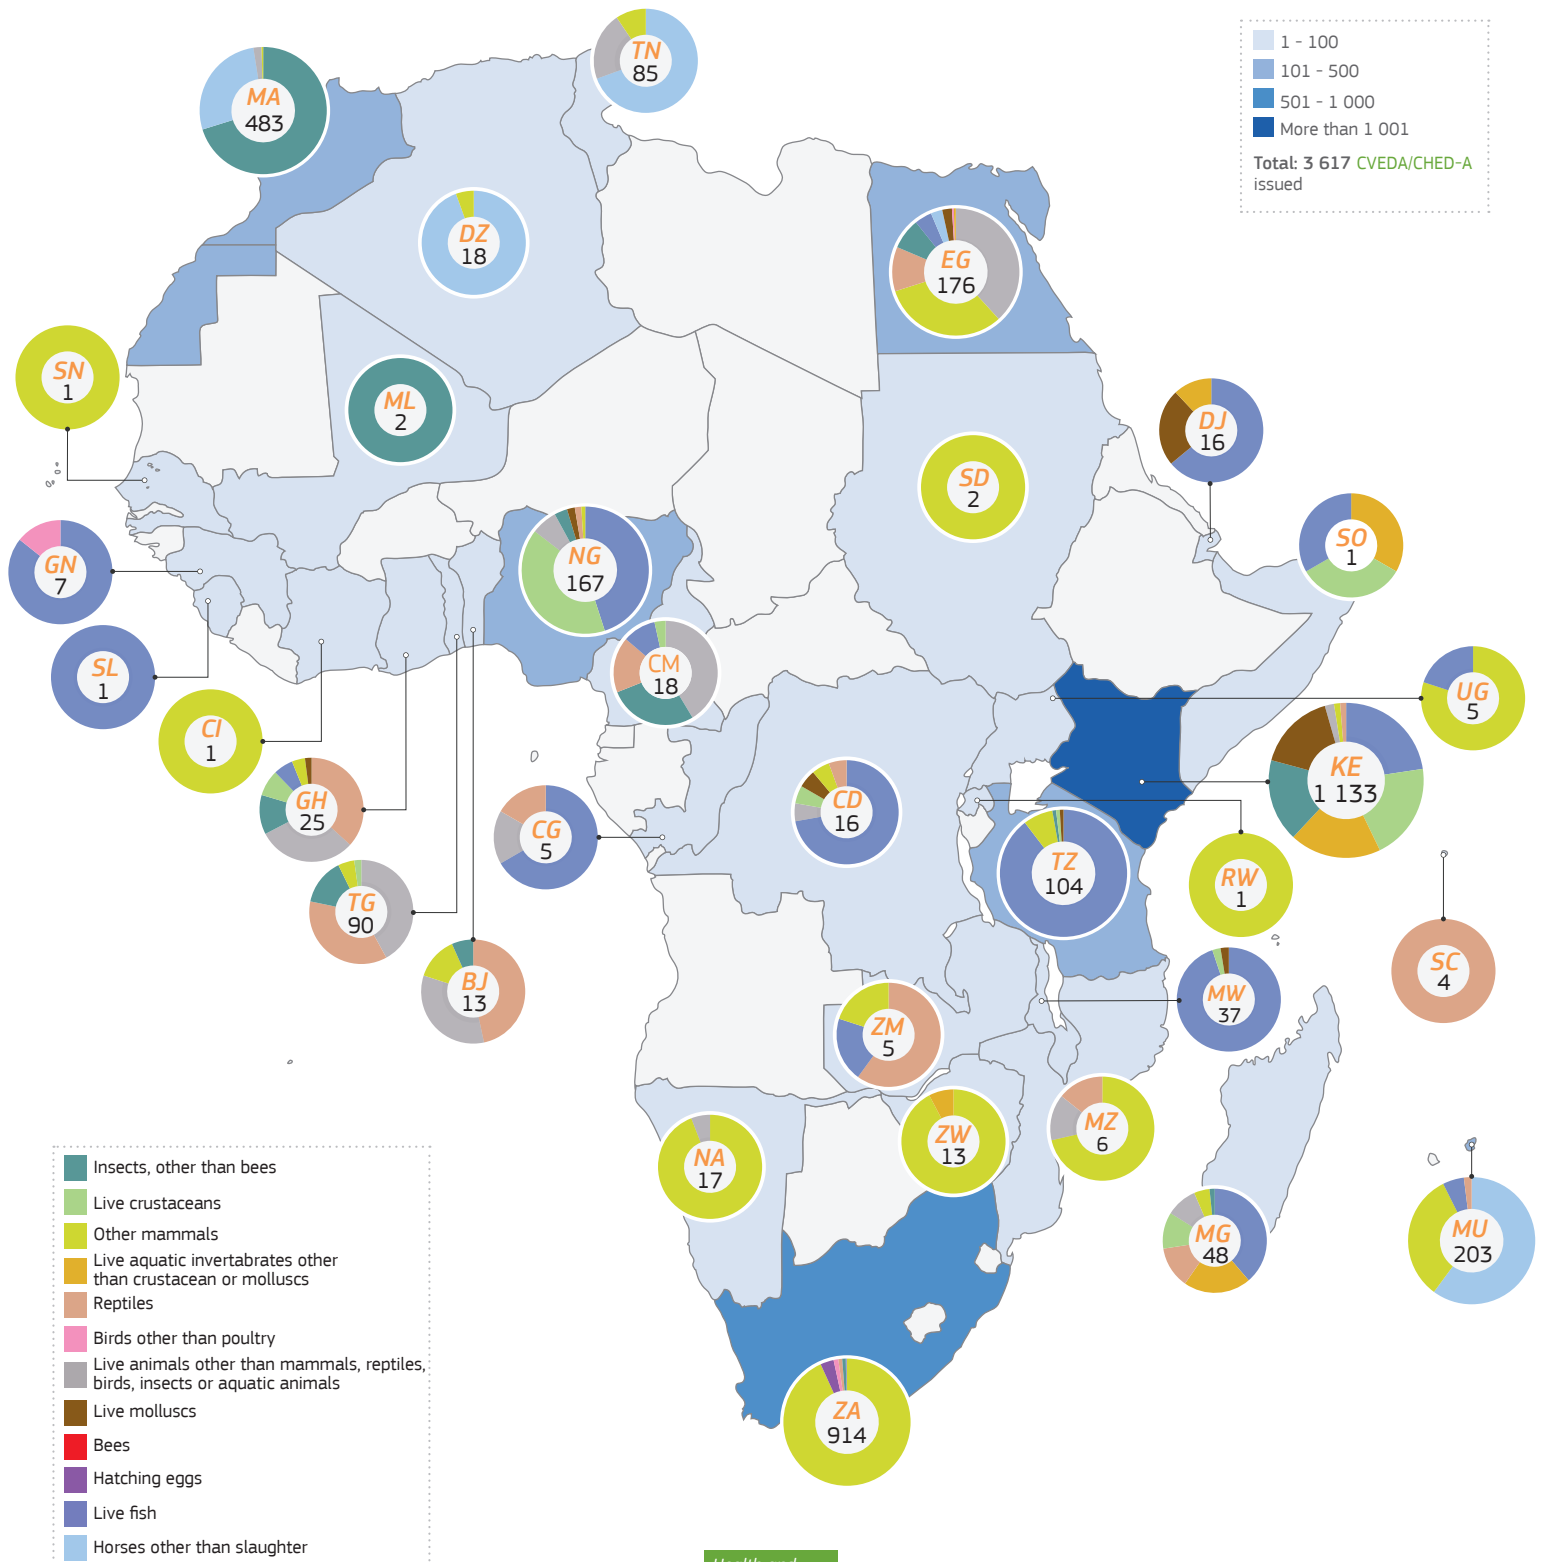 1 - 100
101 - 500
501 - 1 000
More than 1 001
Total: 3 617 CVEDA/CHED-A
issued
TN
85
MA
483
DZ
18
EG
176
SN
1
ML
2
DJ
16
SD
2
SO
1
GN
7
NG
167
SL
1
CM
18
UG
5
CI
1
KE
1 133
GH
25
CG
5
CD
16
TZ
104
RW
1
TG
90
BJ
13
SC
4
MW
37
ZM
5
NA
17
ZW
13
MZ
6
MG
48
MU
203
ZA
914
Insects, other than bees
Live crustaceans
Other mammals
Live aquatic invertabrates other
than crustacean or molluscs
Reptiles
Birds other than poultry
Live animals other than mammals, reptiles,
birds, insects or aquatic animals
Live molluscs
Bees
Hatching eggs
Live fish
Horses other than slaughter